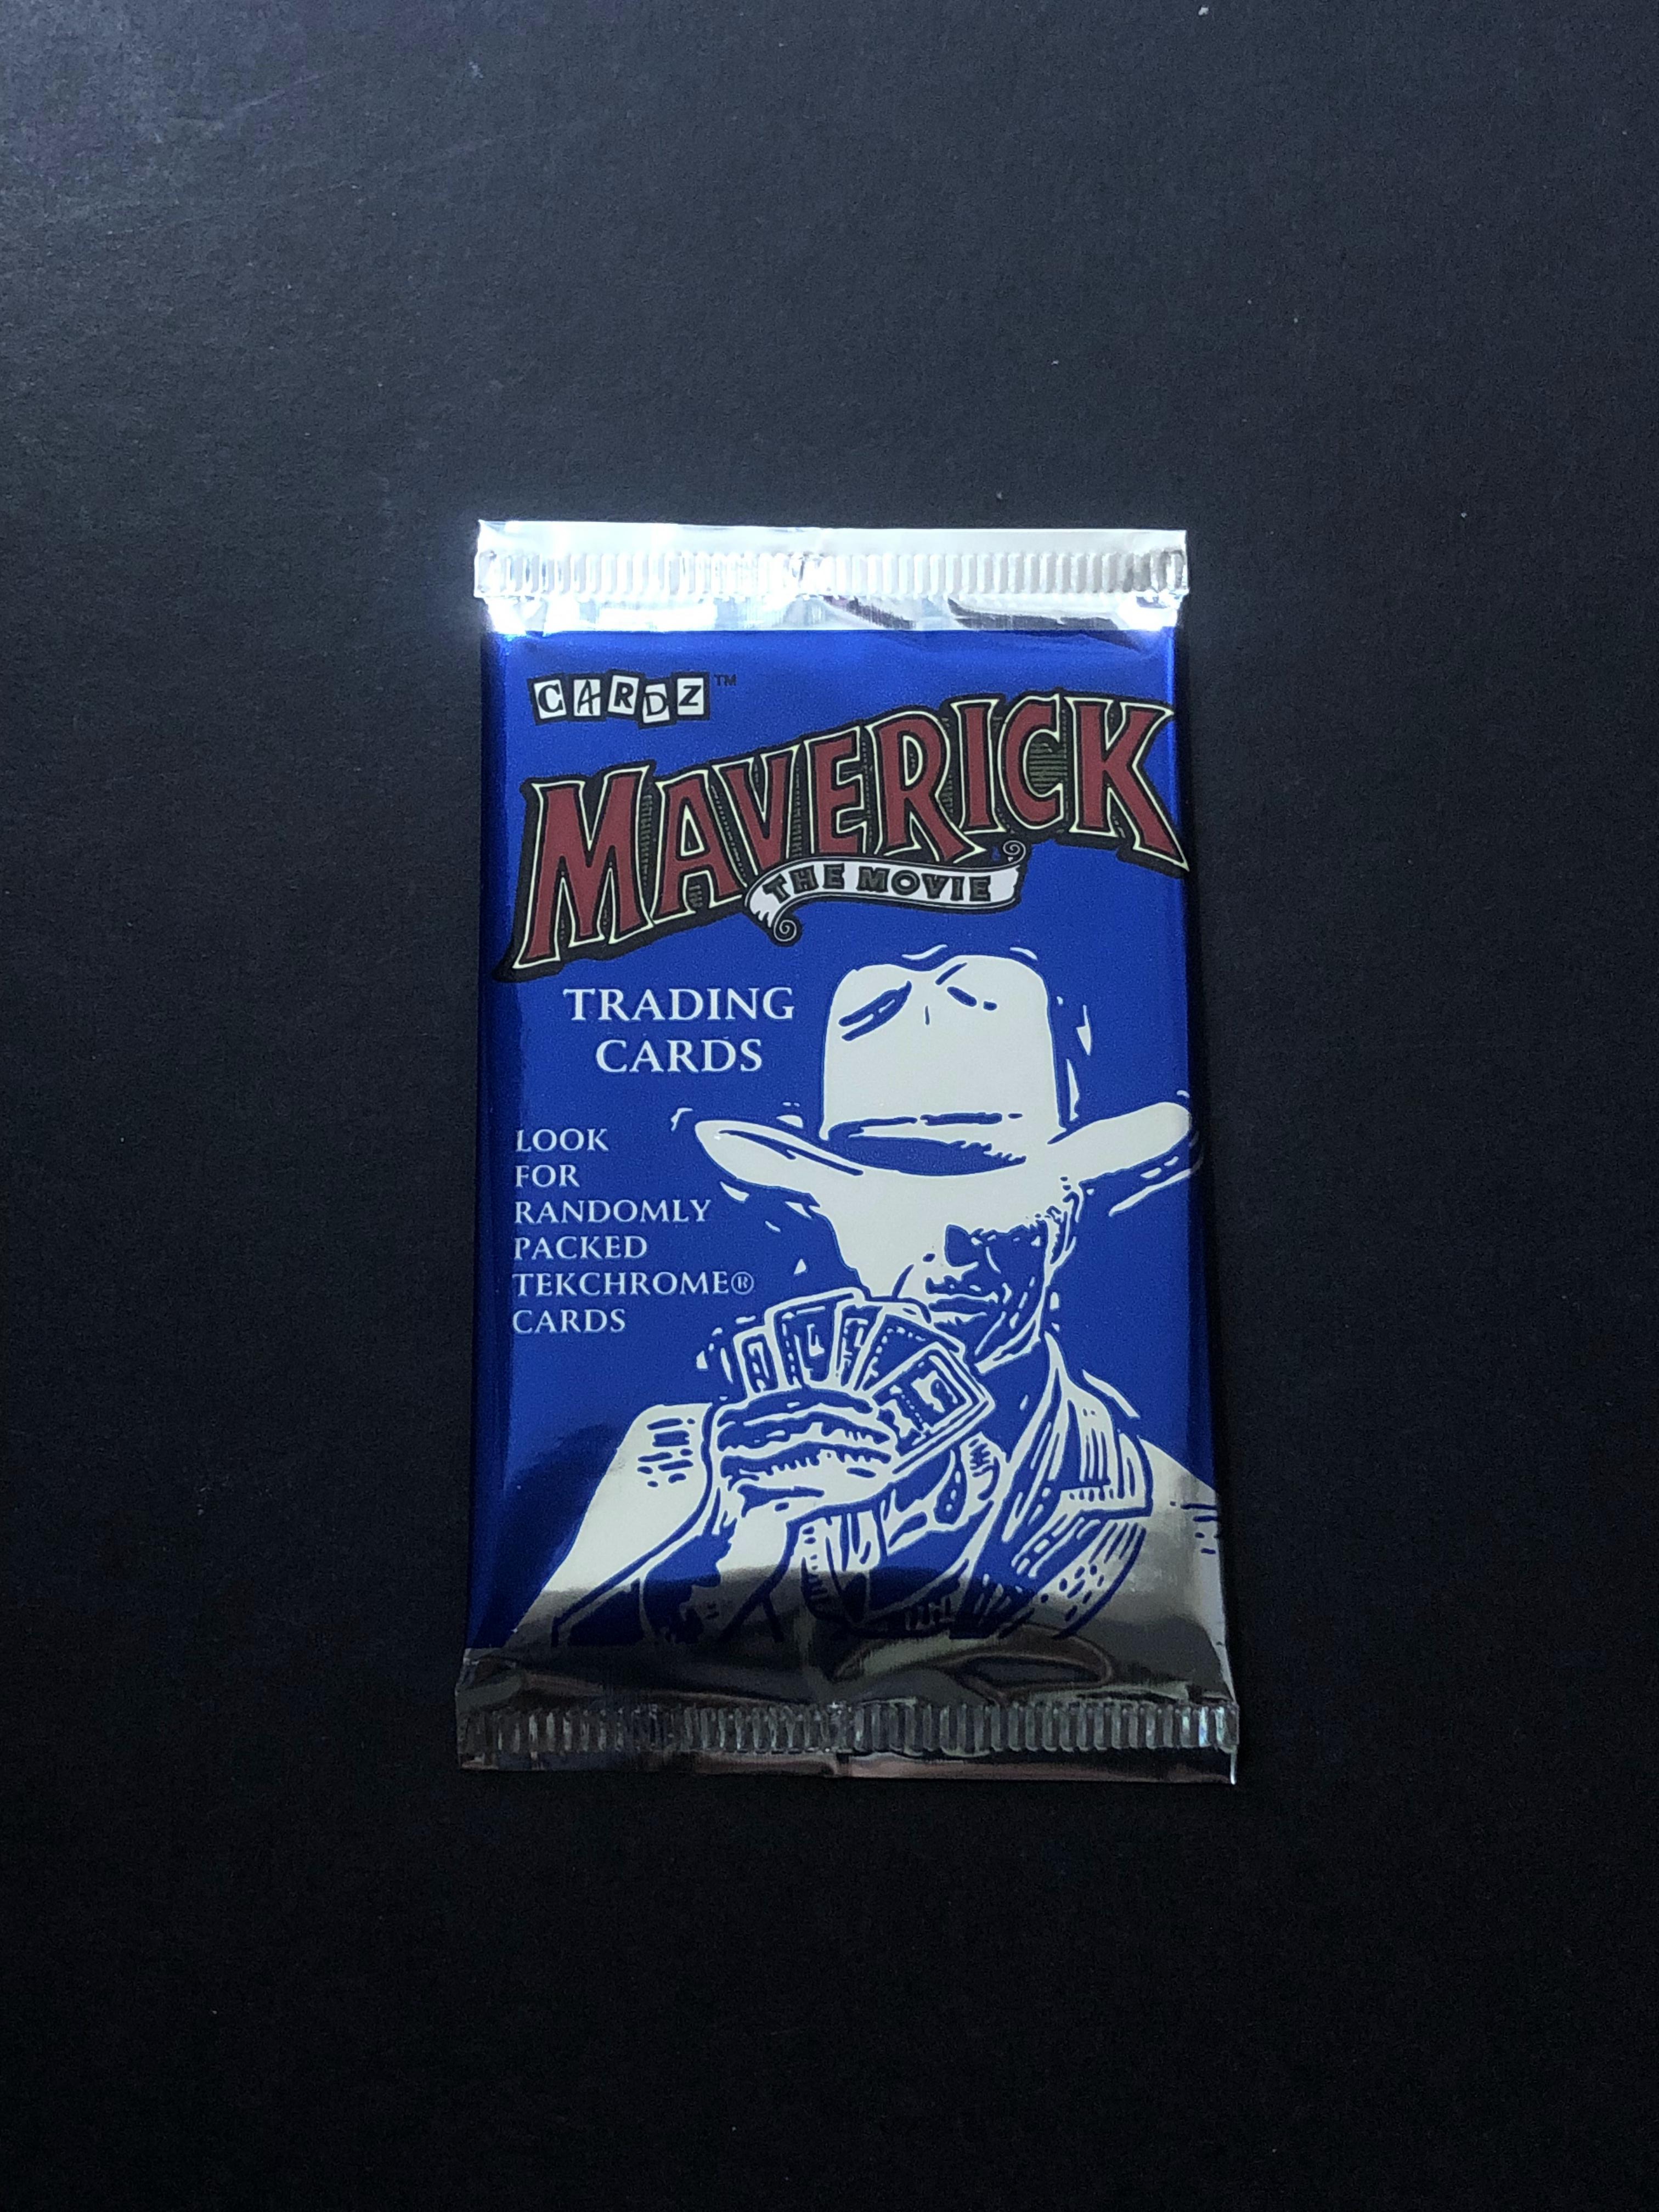 CARDZ™
MAVERICK
THE MOVIE
TRADING
CARDS
LOOK
FOR
RANDOMLY
PACKED
TEKCHROME®
CARDS